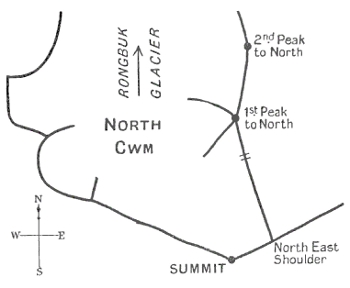 RONGBUK
GLACIER
2nd Peak
to North
1st Peak
to North
NORTH
CWM
N
W
E
S
North East
Shoulder
SUMMIT